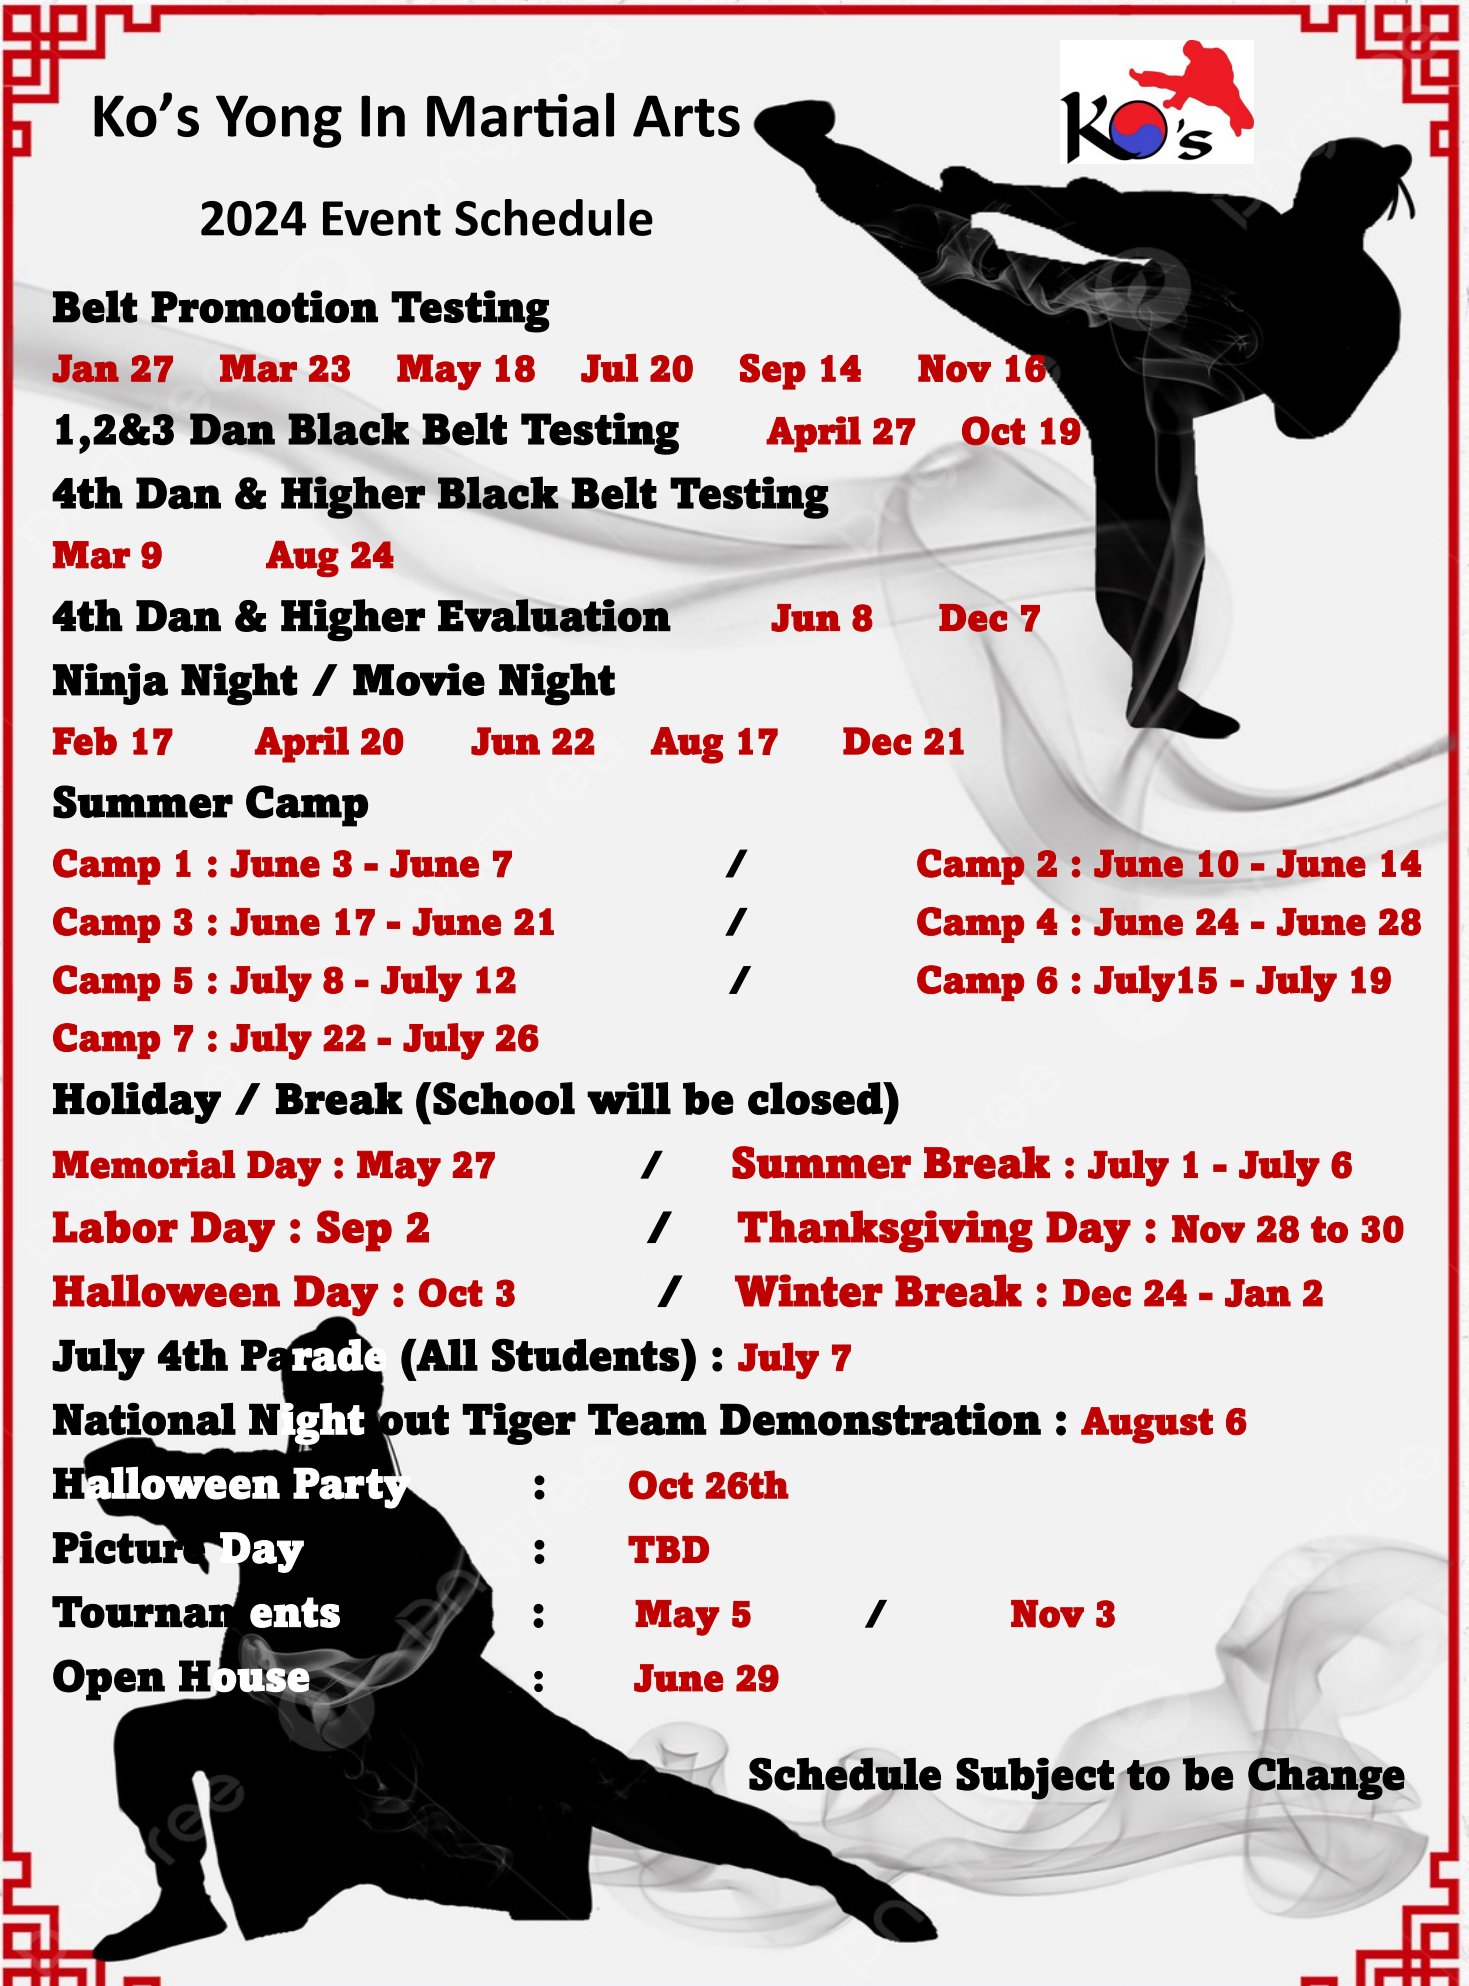 Ko's
Ko's Yong In Martial Arts
2024 Event Schedule
Belt Promotion Testing
Jan 27 Mar 23 May 18 Jul 20 Sep 14 Nov 16
1,2&3 Dan Black Belt Testing April 27 Oct 19
4th Dan & Higher Black Belt Testing
Mar 9 Aug 24
4th Dan & Higher Evaluation Jun 8 Dec 7
Ninja Night / Movie Night
Feb 17 April 20 Jun 22 Aug 17 Dec 21
Summer Camp
Camp 1 : June 3 - June 7 / Camp 2 : June 10 - June 14
Camp 3 : June 17 - June 21 / Camp 4 : June 24 - June 28
Camp 5 : July 8 - July 12 / Camp 6 : July15 - July 19
Camp 7 : July 22 - July 26
Holiday / Break (School will be closed)
Memorial Day : May 27 / Summer Break : July 1 - July 6
Labor Day : Sep 2 / Thanksgiving Day : Nov 28 to 30
Halloween Day : Oct 3 / Winter Break : Dec 24 - Jan 2
July 4th Parade (All Students) : July 7
National Night out Tiger Team Demonstration : August 6
Halloween Party : Oct 26th
Picture Day : TBD
Tournaments : May 5 / Nov 3
Open House : June 29
Schedule Subject to be Change